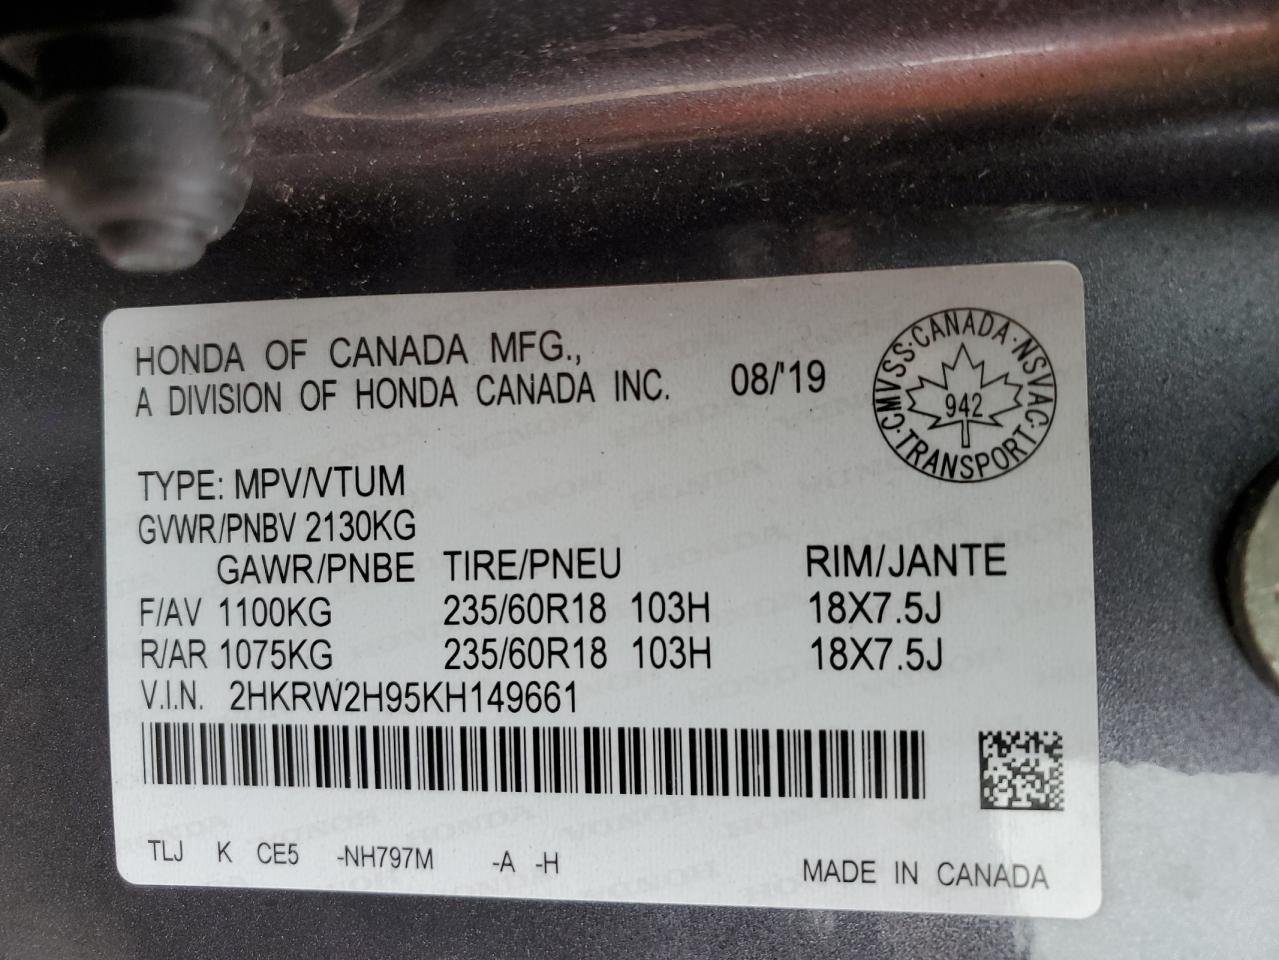 HONDA OF CANADA MFG.,
A DIVISION OF HONDA CANADA INC. 08/'19
CMVSS·CANADA·NSVAC·TRANSPORT·
942
TYPE: MPV/VTUM
GVWR/PNBV 2130KG
GAWR/PNBE TIRE/PNEU RIM/JANTE
F/AV 1100KG 235/60R18 103H 18X7.5J
R/AR 1075KG 235/60R18 103H 18X7.5J
V.I.N. 2HKRW2H95KH149661
TLJ K CE5 -NH797M -A -H
MADE IN CANADA